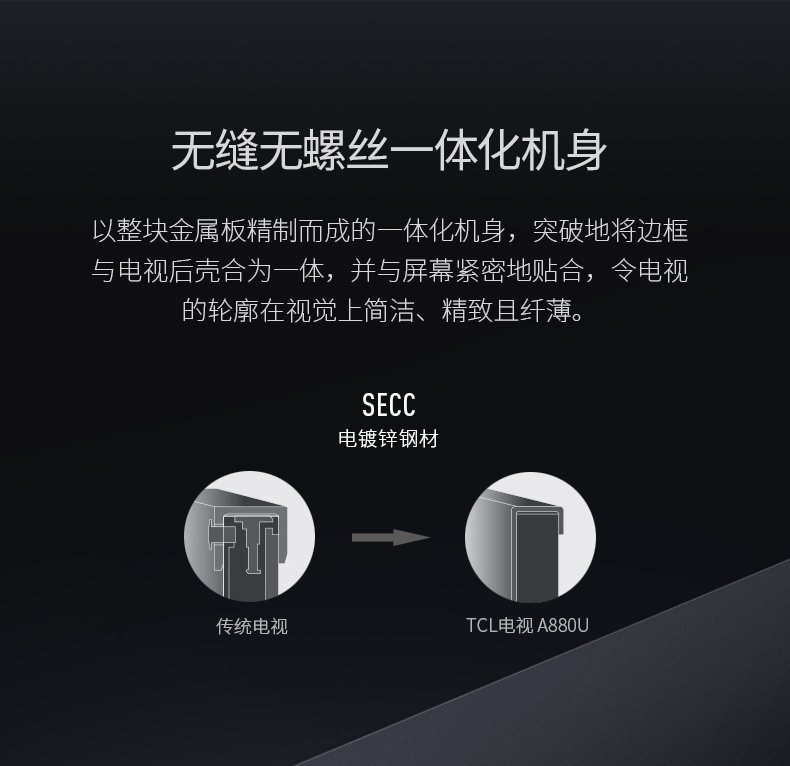 无缝无螺丝一体化机身
以整块金属板精制而成的一体化机身，突破地将边框
与电视后壳合为一体，并与屏幕紧密地贴合，令电视
的轮廓在视觉上简洁、精致且纤薄。
SECC
电镀锌钢材
传统电视
TCL电视 A880U